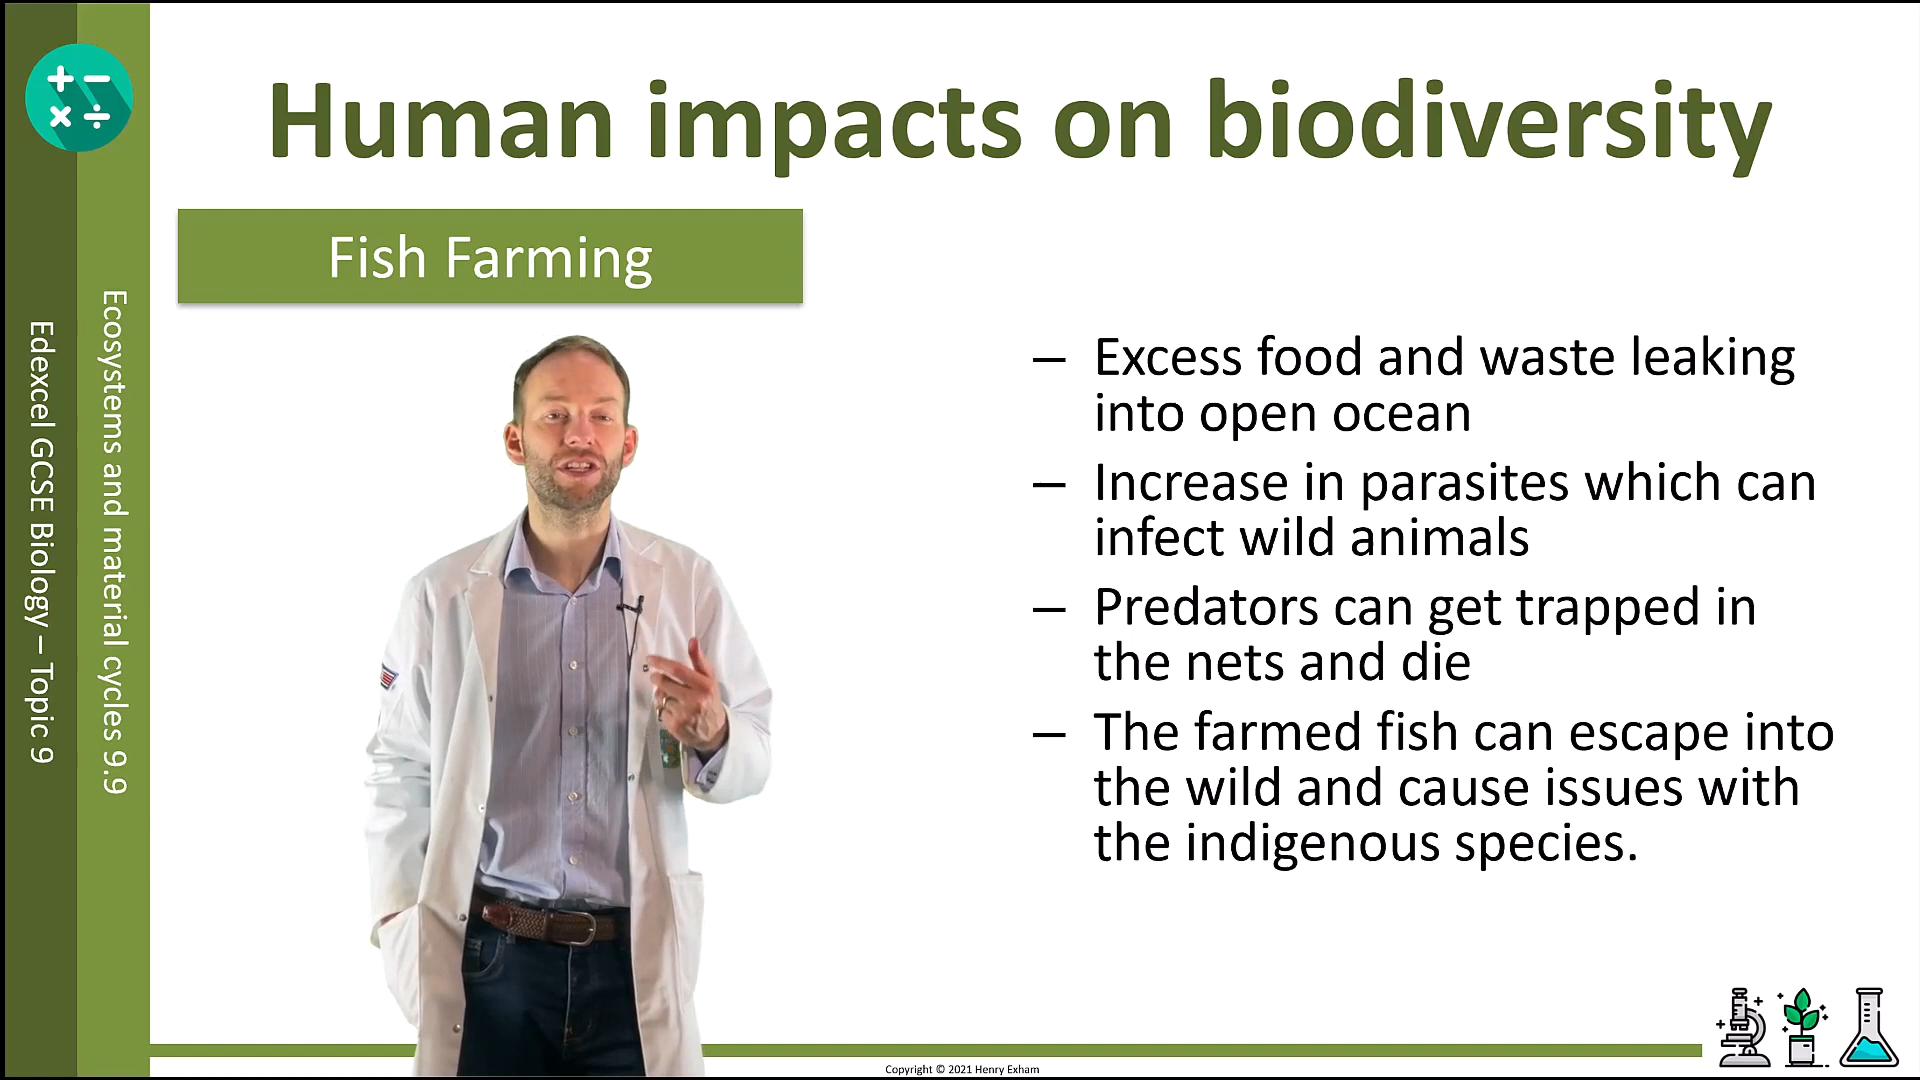 Human impacts on biodiversity
Fish Farming
– Excess food and waste leaking
into open ocean
– Increase in parasites which can
infect wild animals
– Predators can get trapped in
the nets and die
– The farmed fish can escape into
the wild and cause issues with
the indigenous species.
Ecosystems and material cycles 9.9
Edexcel GCSE Biology – Topic 9
Copyright © 2021 Henry Exham